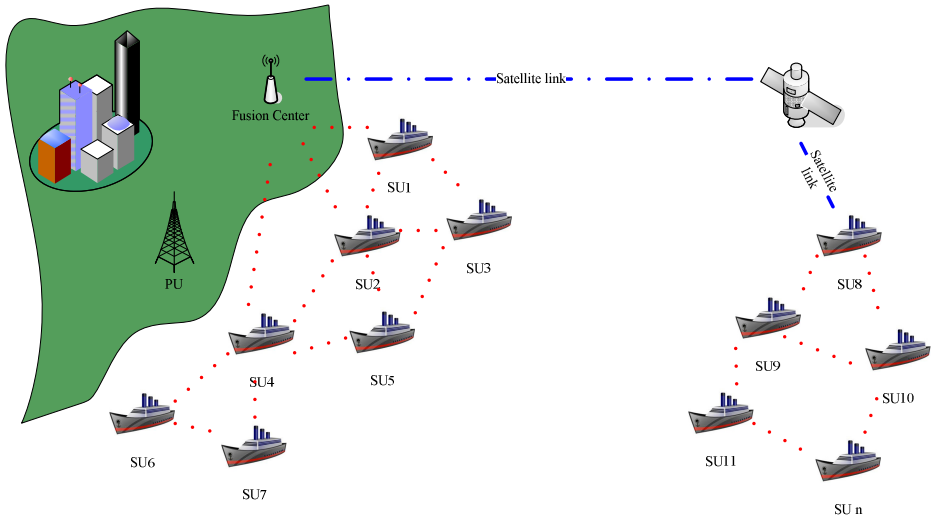 Satellite link
Fusion Center
Satellite
link
SU1
PU
SU2
SU3
SU8
SU4
SU5
SU9
SU10
SU6
SU7
SU11
SU n